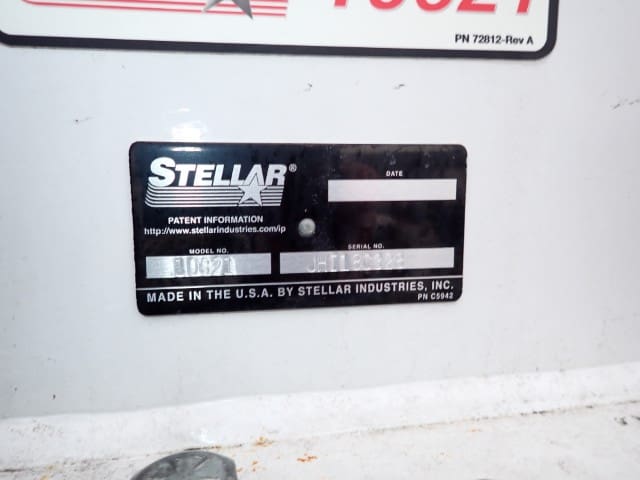 PN 72812-Rev A
STELLAR®
DATE
PATENT INFORMATION
http://www.stellarindustries.com/ip
MODEL NO.
SERIAL NO.
10621
MADE IN THE U.S.A. BY STELLAR INDUSTRIES, INC.
PN C5942